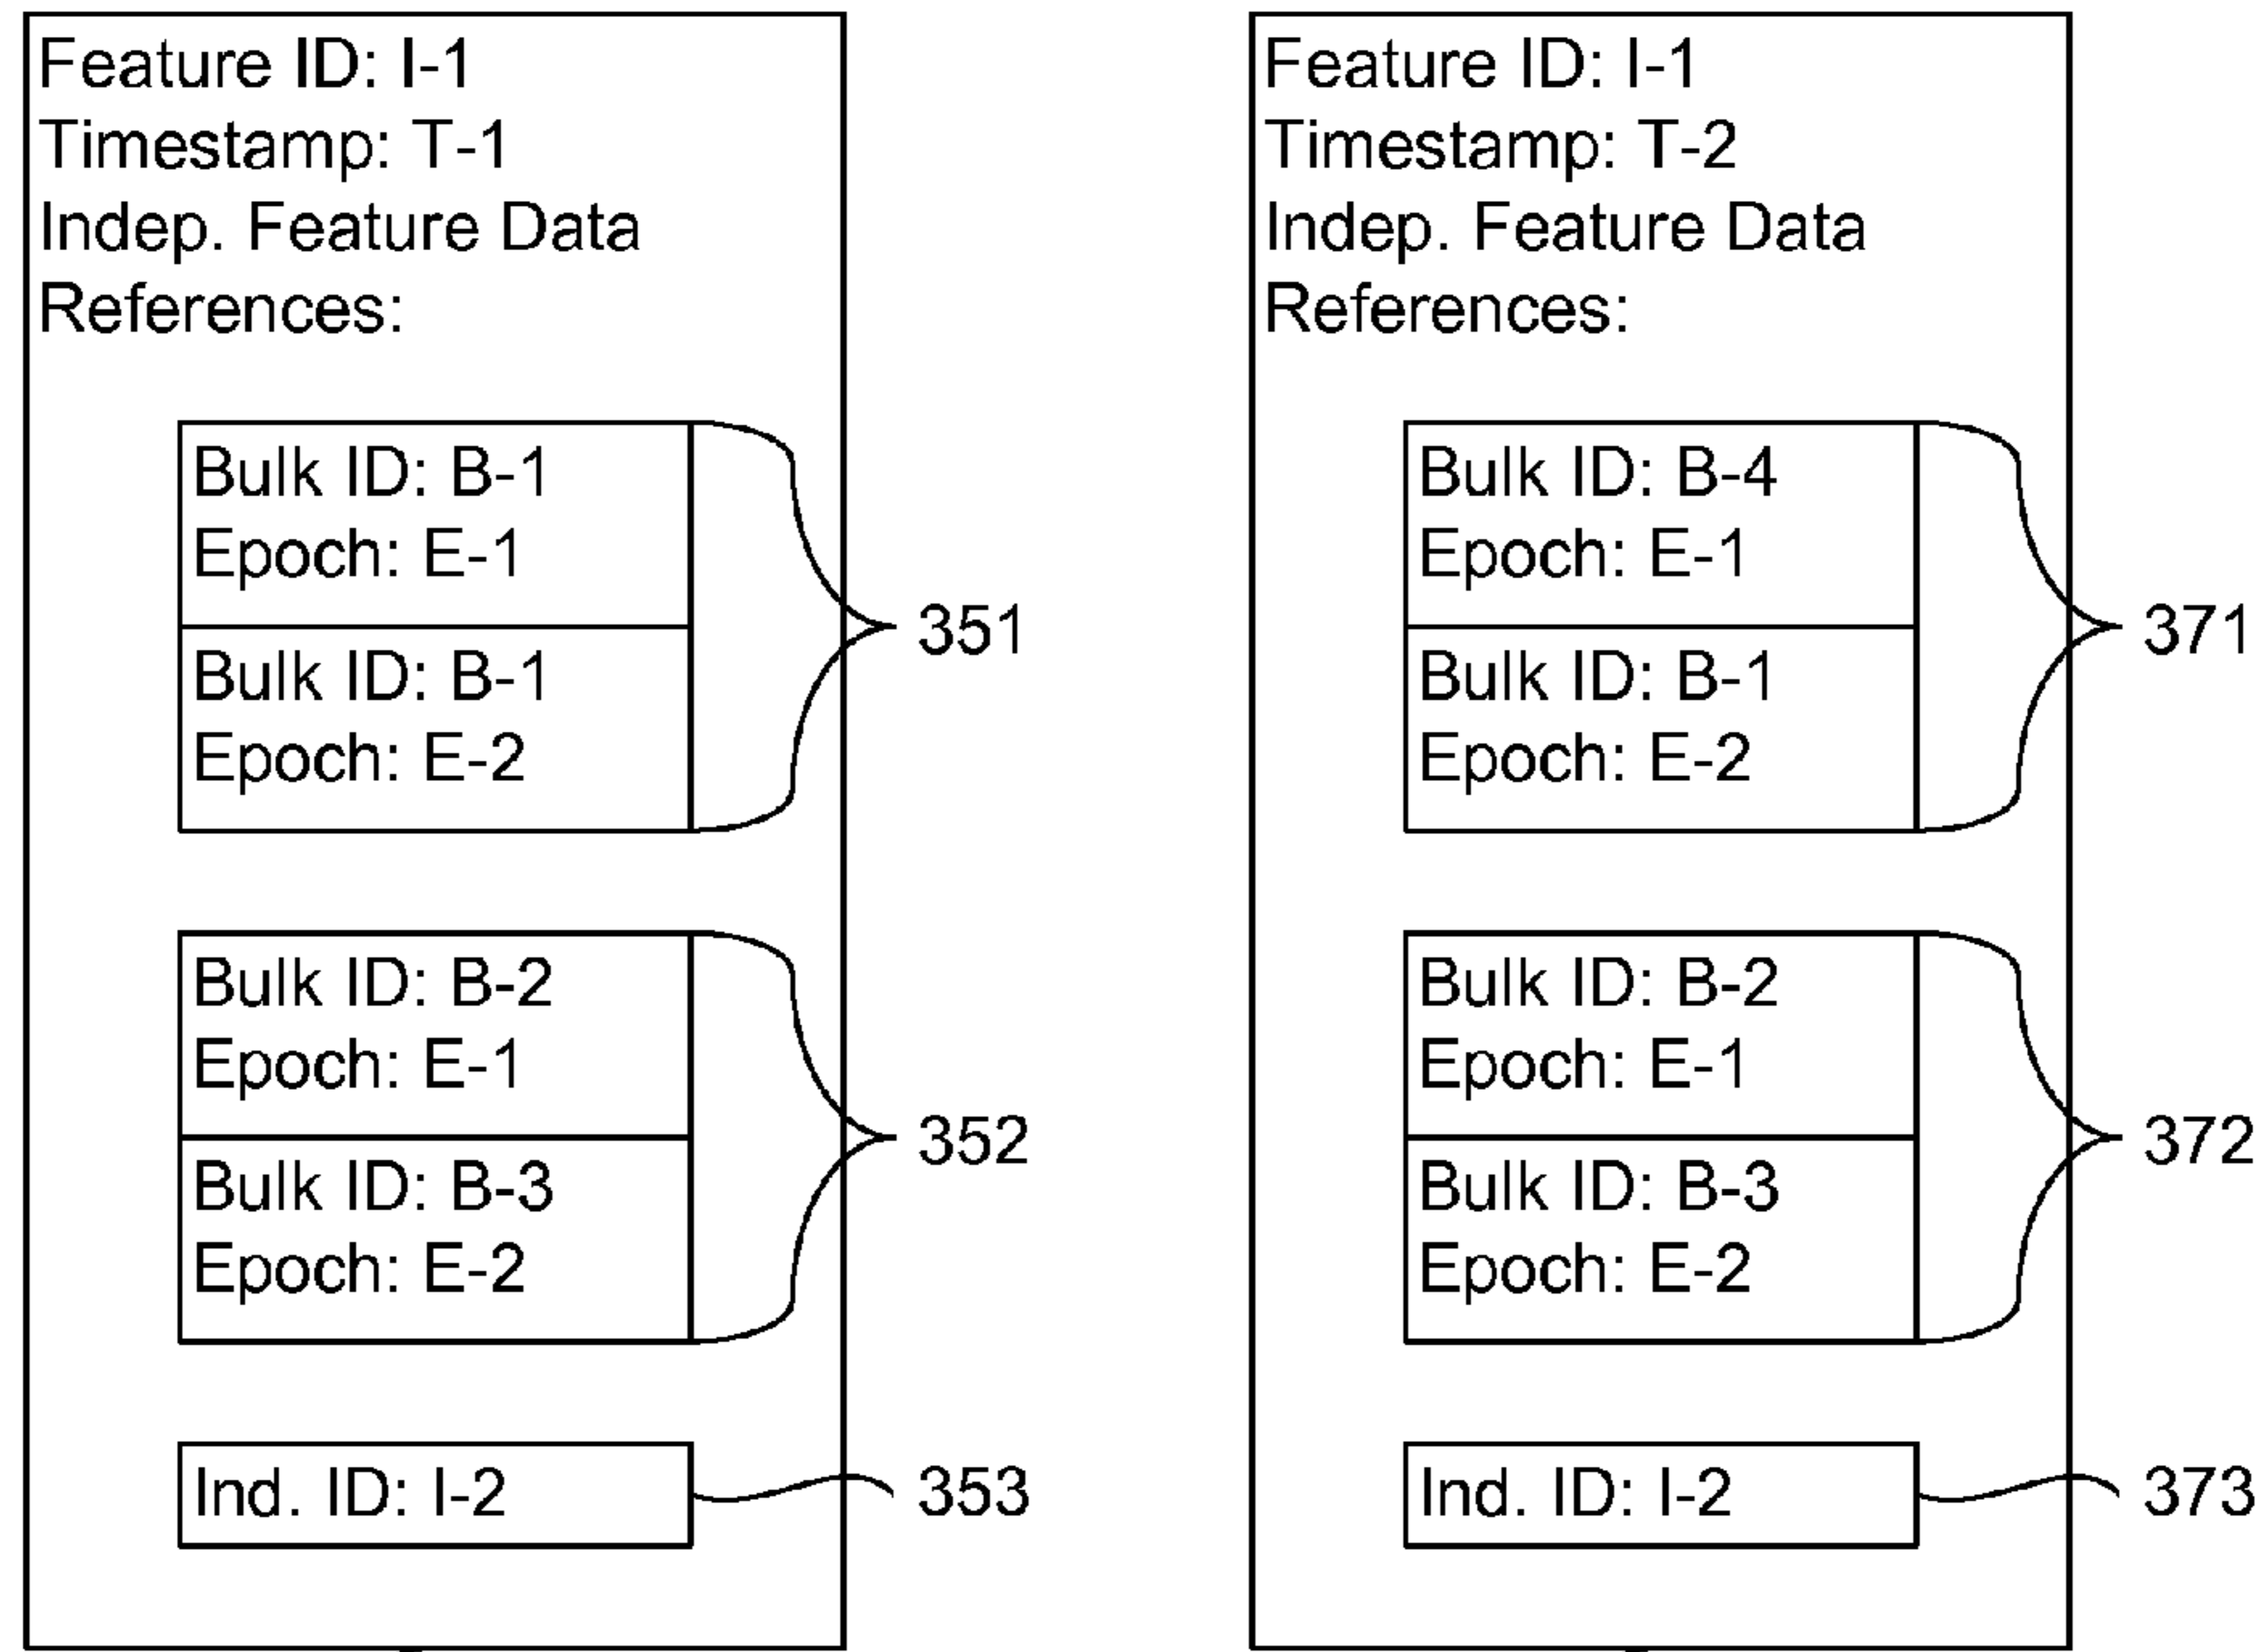 Feature ID: I-1
Timestamp: T-1
Indep. Feature Data
References:
Bulk ID: B-1
Epoch: E-1
Bulk ID: B-1
Epoch: E-2
351
Bulk ID: B-2
Epoch: E-1
Bulk ID: B-3
Epoch: E-2
352
Ind. ID: I-2
353
Feature ID: I-1
Timestamp: T-2
Indep. Feature Data
References:
Bulk ID: B-4
Epoch: E-1
Bulk ID: B-1
Epoch: E-2
371
Bulk ID: B-2
Epoch: E-1
Bulk ID: B-3
Epoch: E-2
372
Ind. ID: I-2
373